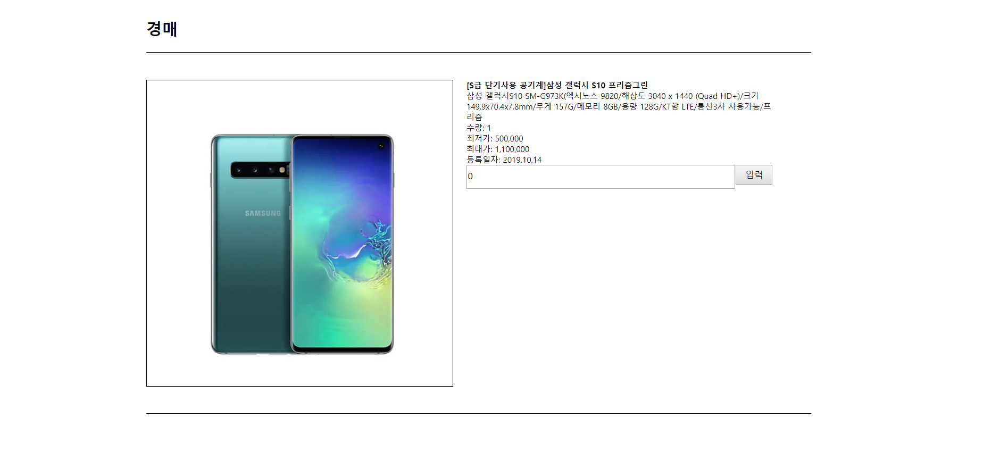 경매
[S급 단기사용 공기계]삼성 갤럭시 S10 프리즘그린
삼성 갤럭시S10 SM-G973K(엑시노스 9820/해상도 3040 x 1440 (Quad HD+)/크기
149.9x70.4x7.8mm/무게 157G/메모리 8GB/용량 128G/KT향 LTE/통신3사 사용가능/프
리즘
수량: 1
최저가: 500,000
최대가: 1,100,000
등록일자: 2019.10.14
0 입력
SAMSUNG